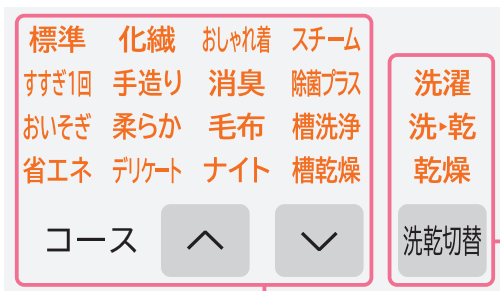 標準 化繊 おしゃれ着 スチーム
すすぎ1回 手造り 消臭 除菌プラス
おいそぎ 柔らか 毛布 槽洗浄
省エネ デリケート ナイト 槽乾燥
コース
洗濯
洗▸乾
乾燥
洗乾切替